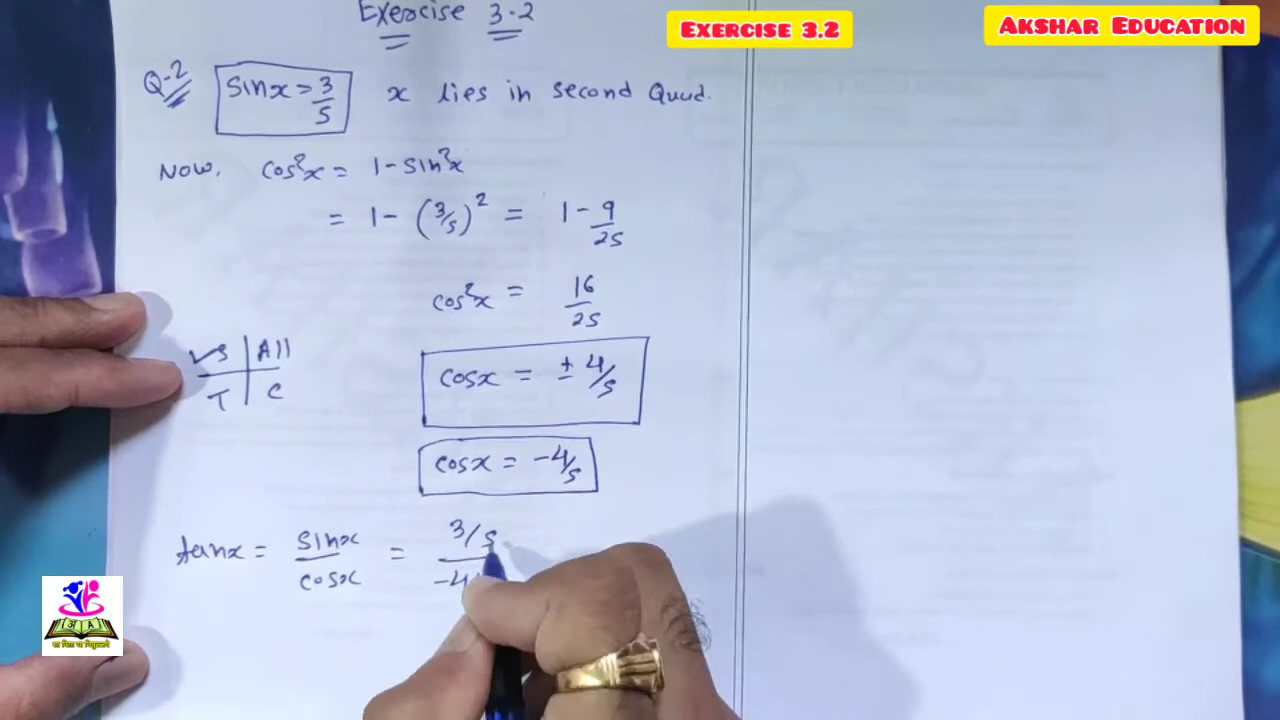 Exercise 3.2
EXERCISE 3.2
Akshar Education
Q-2 sinx = 3/5 x lies in second Quad.
Now, cos²x = 1 - sin²x
= 1 - (3/5)² = 1 - 9/25
cos²x = 16/25
✓S | All
T | C
cosx = ± 4/5
cosx = -4/5
tanx = sinx/cosx = 3/5 / -4